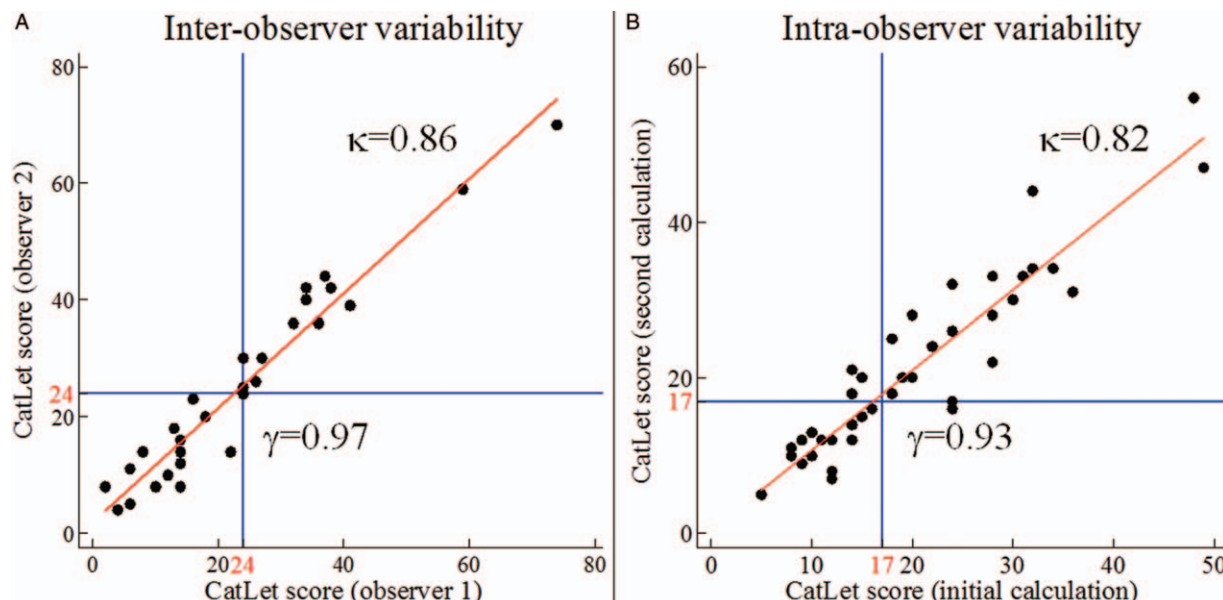 A
Inter-observer variability
80
60
40
24
20
0
CatLet score (observer 2)
κ=0.86
γ=0.97
0 20 24 40 60 80
CatLet score (observer 1)
B
Intra-observer variability
60
40
20
17
0
CatLet score (second calculation)
κ=0.82
γ=0.93
0 10 17 20 30 40 50
CatLet score (initial calculation)